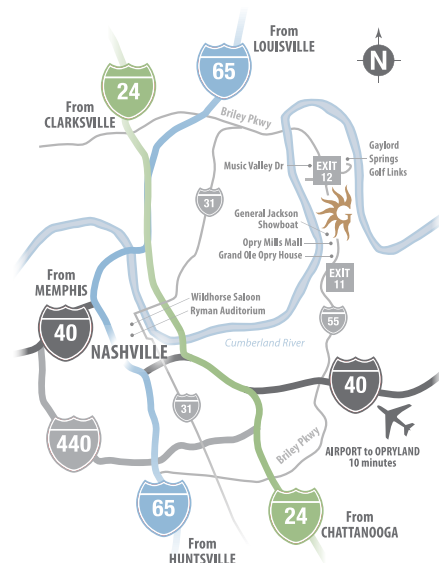 From
LOUISVILLE
65
N
24
From
CLARKSVILLE
Briley Pkwy
Gaylord
Springs
Golf Links
Music Valley Dr
EXIT
12
31
General Jackson
Showboat
Opry Mills Mall
Grand Ole Opry House
EXIT
11
From
MEMPHIS
40
Wildhorse Saloon
Ryman Auditorium
55
NASHVILLE
Cumberland River
40
31
440
AIRPORT to OPRYLAND
10 minutes
Briley Pkwy
65
24
From
CHATTANOOGA
From
HUNTSVILLE